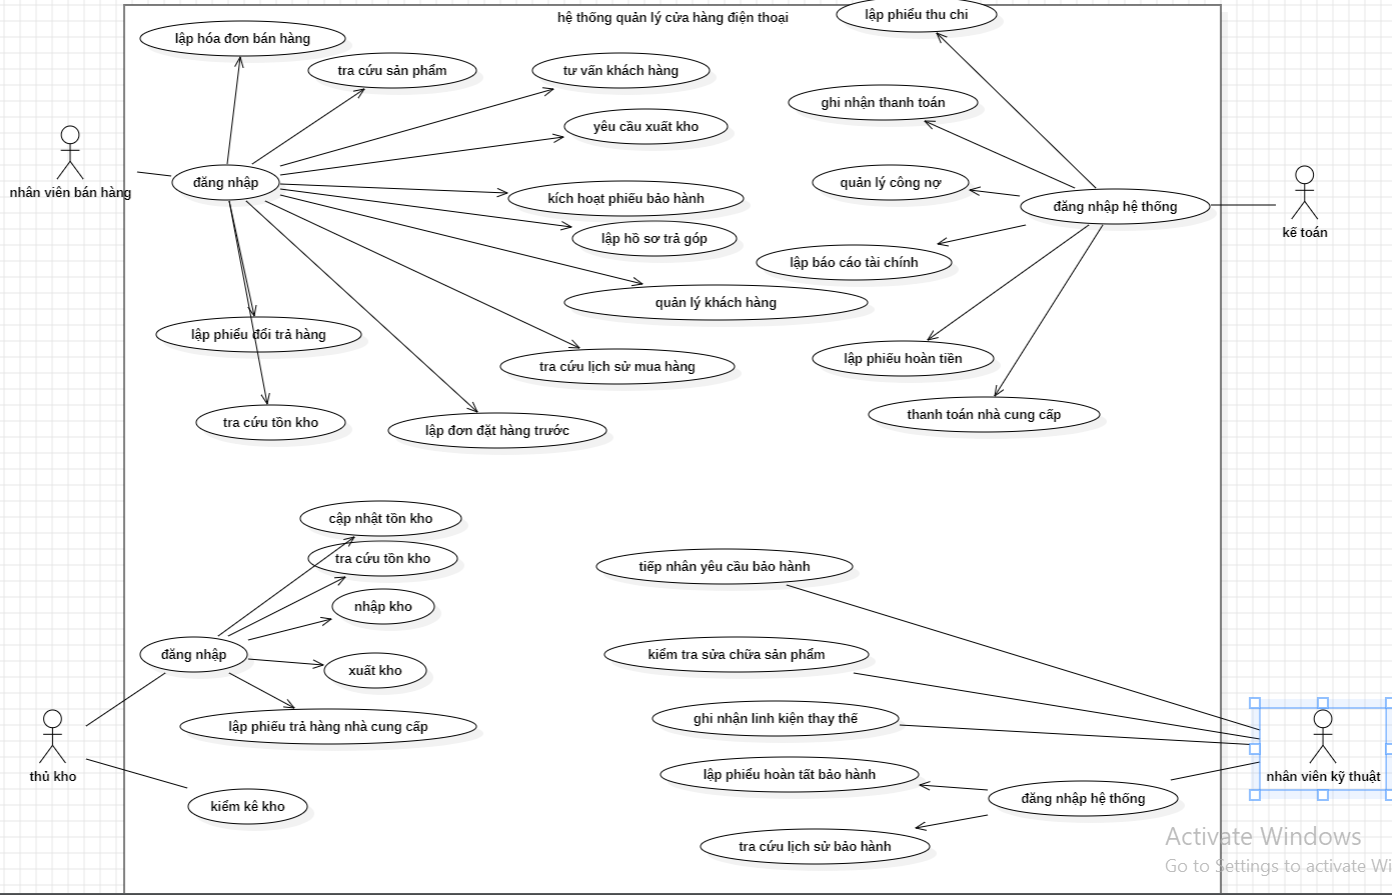 hệ thống quản lý cửa hàng điện thoại
lập phiếu thu chi
lập hóa đơn bán hàng
tra cứu sản phẩm
tư vấn khách hàng
ghi nhận thanh toán
yêu cầu xuất kho
nhân viên bán hàng
đăng nhập
quản lý công nợ
kích hoạt phiếu bảo hành
đăng nhập hệ thống
kế toán
lập hồ sơ trả góp
lập báo cáo tài chính
quản lý khách hàng
lập phiếu đổi trả hàng
tra cứu lịch sử mua hàng
lập phiếu hoàn tiền
tra cứu tồn kho
lập đơn đặt hàng trước
thanh toán nhà cung cấp
cập nhật tồn kho
tra cứu tồn kho
tiếp nhân yêu cầu bảo hành
nhập kho
đăng nhập
kiểm tra sửa chữa sản phẩm
xuất kho
ghi nhận linh kiện thay thế
lập phiếu trả hàng nhà cung cấp
thủ kho
lập phiếu hoàn tất bảo hành
nhân viên kỹ thuật
kiểm kê kho
đăng nhập hệ thống
tra cứu lịch sử bảo hành
Activate Windows
Go to Settings to activate Wi